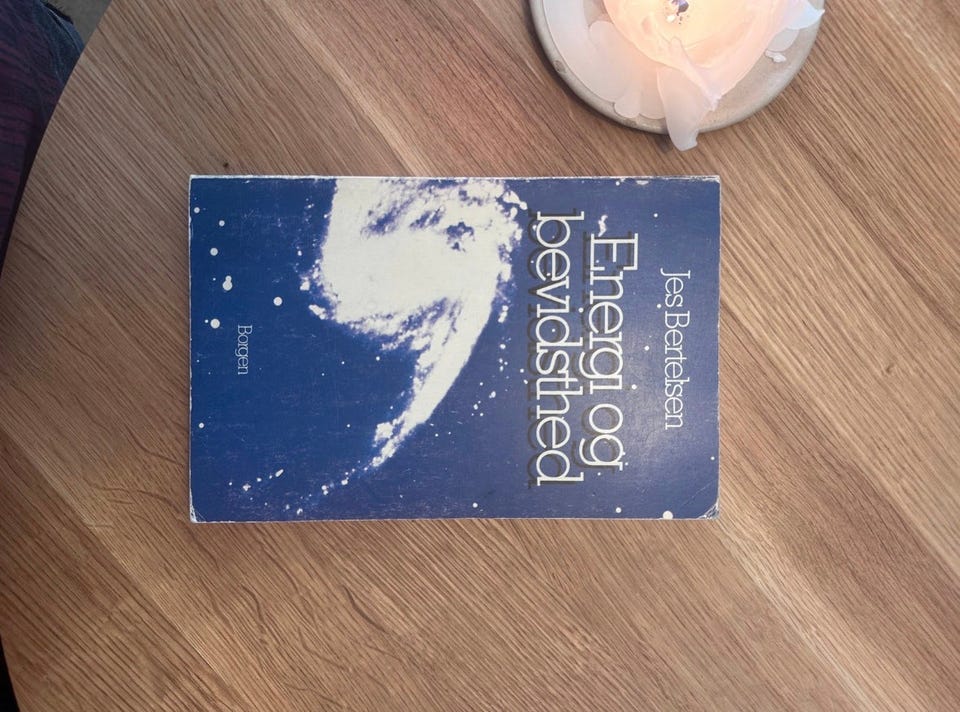 Jes Bertelsen
Energi og
bevidsthed
Borgen